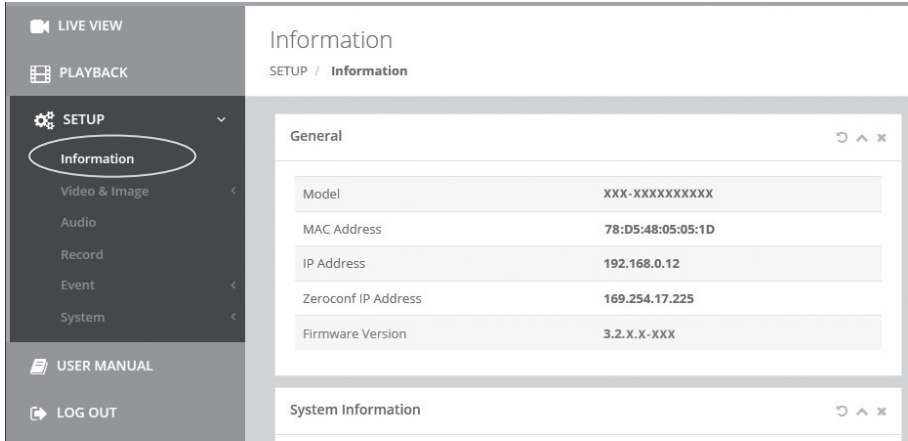 LIVE VIEW
PLAYBACK
SETUP
Information
Video & Image
Audio
Record
Event
System
USER MANUAL
LOG OUT
Information
SETUP / Information
General
Model XXX-XXXXXXXXXX
MAC Address 78:D5:48:05:05:1D
IP Address 192.168.0.12
Zeroconf IP Address 169.254.17.225
Firmware Version 3.2.X.X-XXX
System Information